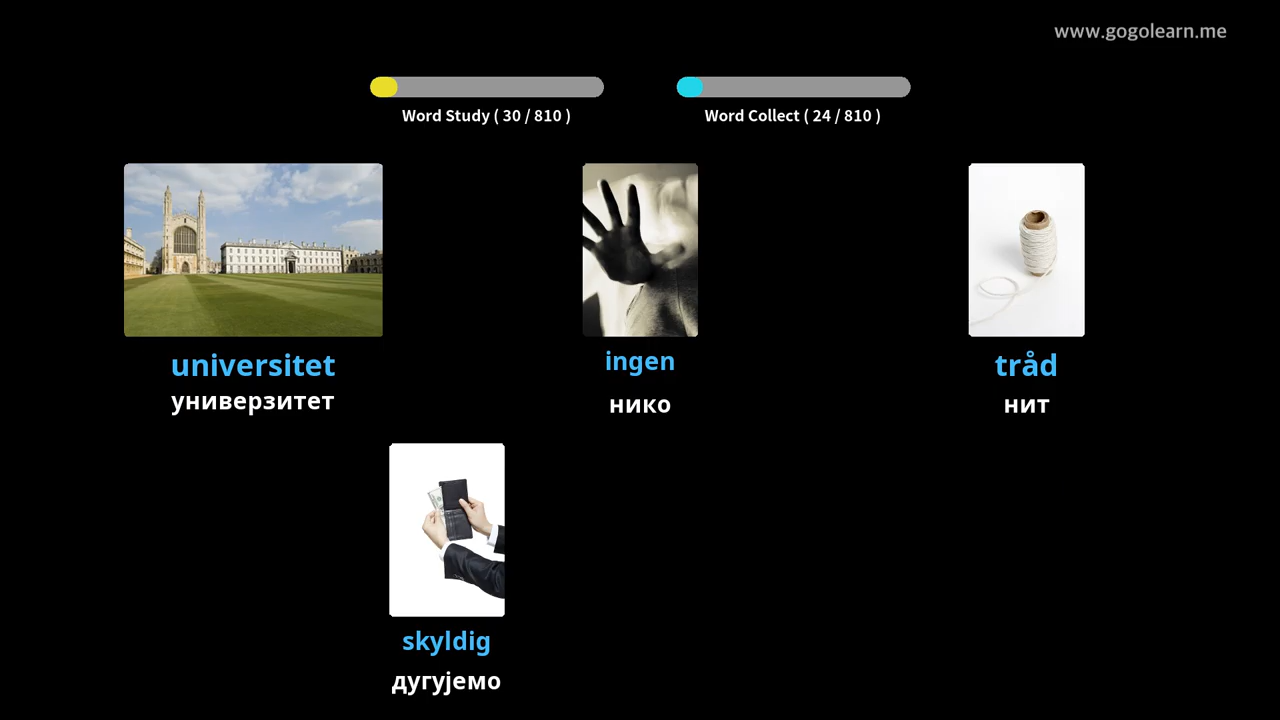 www.gogolearn.me
Word Study ( 30 / 810 )
Word Collect ( 24 / 810 )
universitet
универзитет
ingen
нико
tråd
нит
skyldig
дугујемо